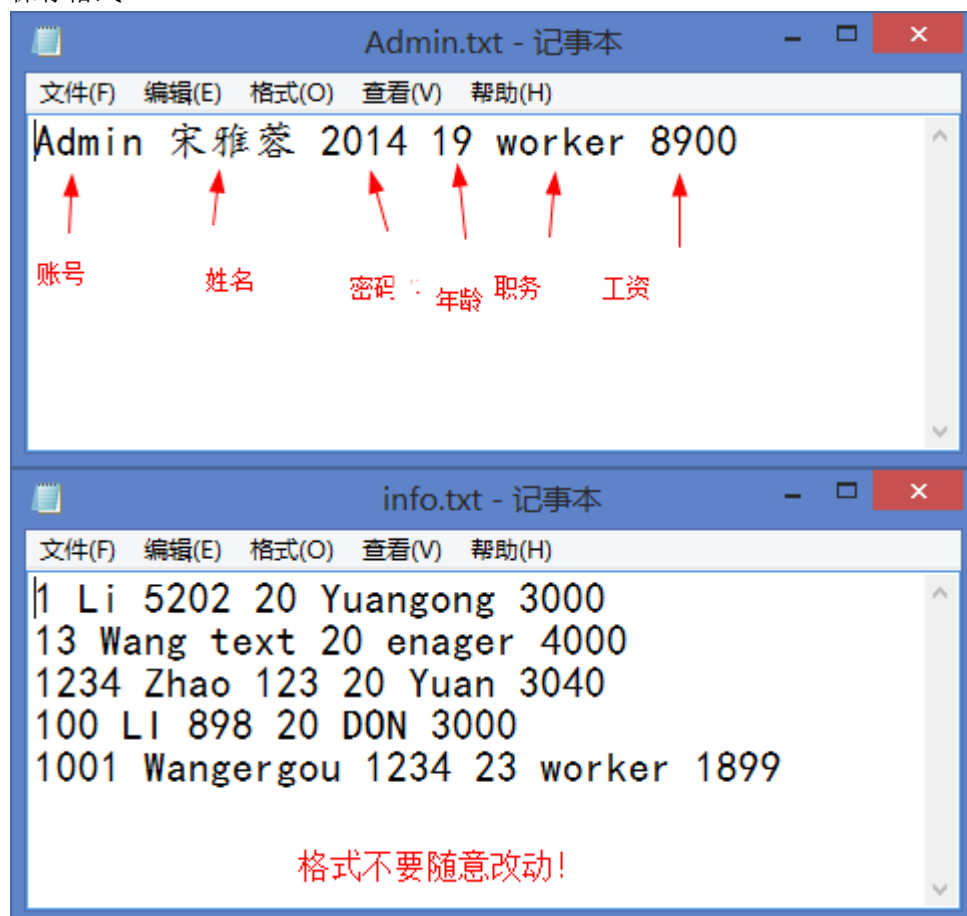 Admin.txt - 记事本
文件(F) 编辑(E) 格式(O) 查看(V) 帮助(H)
Admin 宋雅蓉 2014 19 worker 8900
账号 姓名 密码 年龄 职务 工资
info.txt - 记事本
文件(F) 编辑(E) 格式(O) 查看(V) 帮助(H)
1 Li 5202 20 Yuangong 3000
13 Wang text 20 enager 4000
1234 Zhao 123 20 Yuan 3040
100 LI 898 20 DON 3000
1001 Wangergou 1234 23 worker 1899
格式不要随意改动!